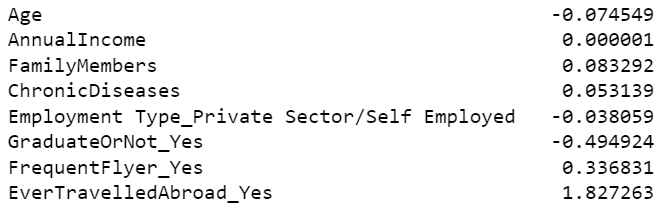 Age -0.074549
AnnualIncome 0.000001
FamilyMembers 0.083292
ChronicDiseases 0.053139
Employment Type_Private Sector/Self Employed -0.038059
GraduateOrNot_Yes -0.494924
FrequentFlyer_Yes 0.336831
EverTravelledAbroad_Yes 1.827263